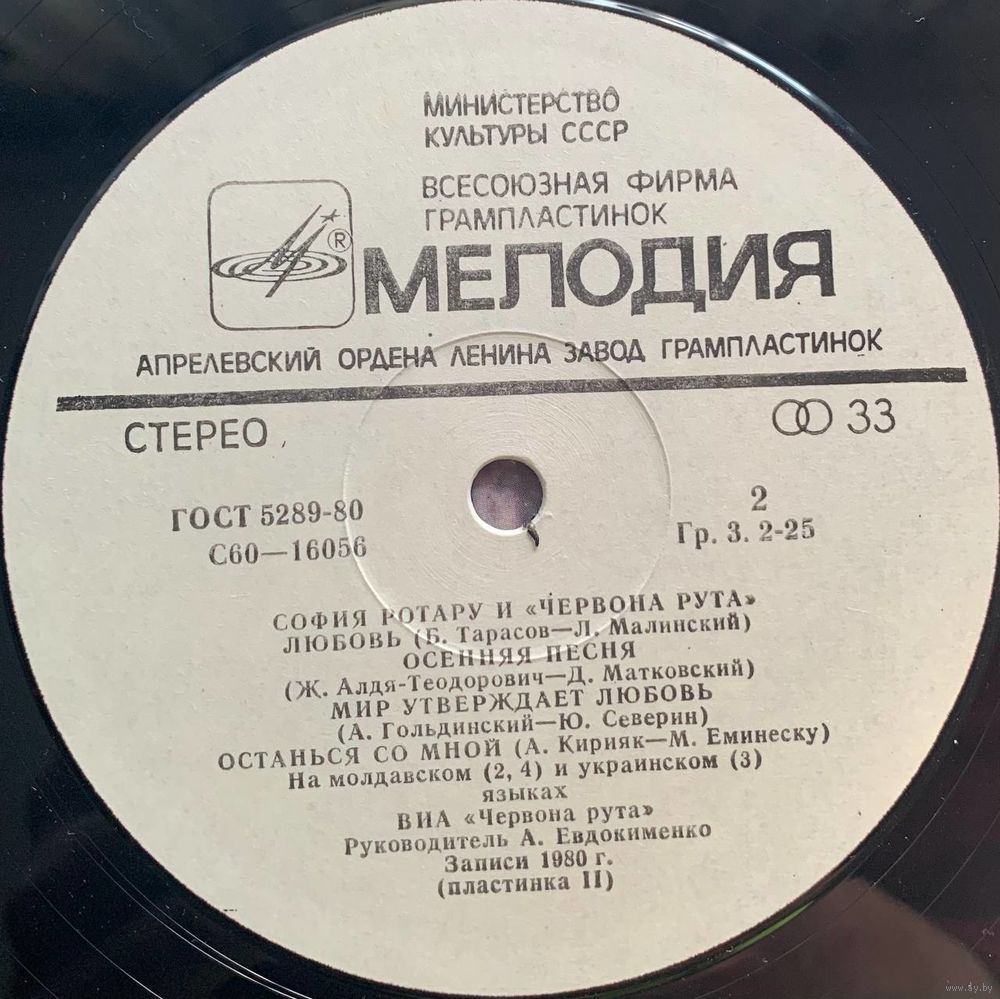 МИНИСТЕРСТВО
КУЛЬТУРЫ СССР
ВСЕСОЮЗНАЯ ФИРМА
ГРАМПЛАСТИНОК
®
МЕЛОДИЯ
АПРЕЛЕВСКИЙ ОРДЕНА ЛЕНИНА ЗАВОД ГРАМПЛАСТИНОК
СТЕРЕО
33
ГОСТ 5289-80
С60—16056
2
Гр. 3. 2-25
СОФИЯ РОТАРУ И «ЧЕРВОНА РУТА»
ЛЮБОВЬ (Б. Тарасов—Л. Малинский)
ОСЕННЯЯ ПЕСНЯ
(Ж. Алдя-Теодорович—Д. Матковский)
МИР УТВЕРЖДАЕТ ЛЮБОВЬ
(А. Гольдинский—Ю. Северин)
ОСТАНЬСЯ СО МНОЙ (А. Кирияк—М. Еминеску)
На молдавском (2, 4) и украинском (3)
языках
ВИА «Червона рута»
Руководитель А. Евдокименко
Записи 1980 г.
(пластинка II)
www.ay.by